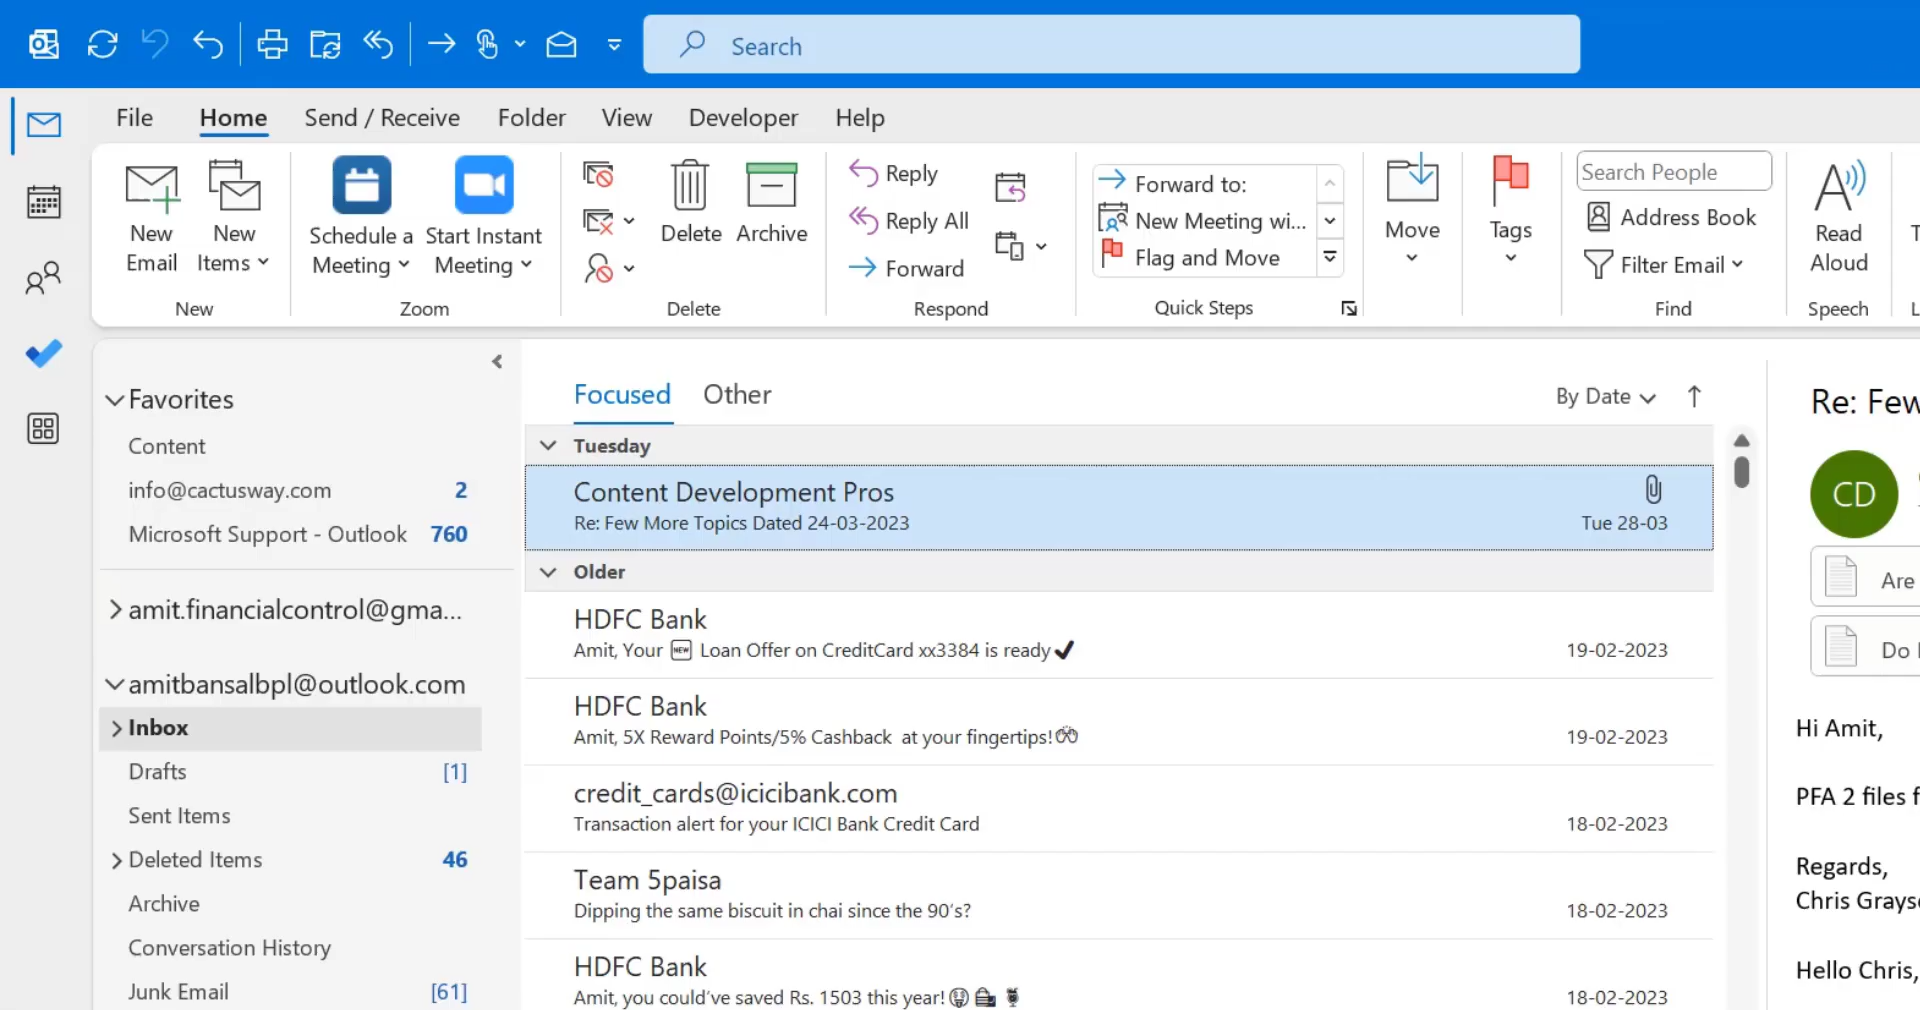 Search
File Home Send / Receive Folder View Developer Help
New Email
New Items
New
Schedule a Meeting
Start Instant Meeting
Zoom
Delete
Archive
Delete
Reply
Reply All
Forward
Respond
Forward to:
New Meeting wi...
Flag and Move
Quick Steps
Move
Tags
Search People
Address Book
Filter Email
Find
Read Aloud
Speech
Favorites
Content
info@cactusway.com 2
Microsoft Support - Outlook 760
amit.financialcontrol@gma...
amitbansalbpl@outlook.com
Inbox
Drafts [1]
Sent Items
Deleted Items 46
Archive
Conversation History
Junk Email [61]
Focused Other By Date
Tuesday
Content Development Pros
Re: Few More Topics Dated 24-03-2023 Tue 28-03
Older
HDFC Bank
Amit, Your 🆕 Loan Offer on CreditCard xx3384 is ready✔ 19-02-2023
HDFC Bank
Amit, 5X Reward Points/5% Cashback at your fingertips! 19-02-2023
credit_cards@icicibank.com
Transaction alert for your ICICI Bank Credit Card 18-02-2023
Team 5paisa
Dipping the same biscuit in chai since the 90's? 18-02-2023
HDFC Bank
Amit, you could've saved Rs. 1503 this year! 18-02-2023
Re: Few
CD
Are
Do
Hi Amit,
PFA 2 files
Regards,
Chris
Hello Chris,